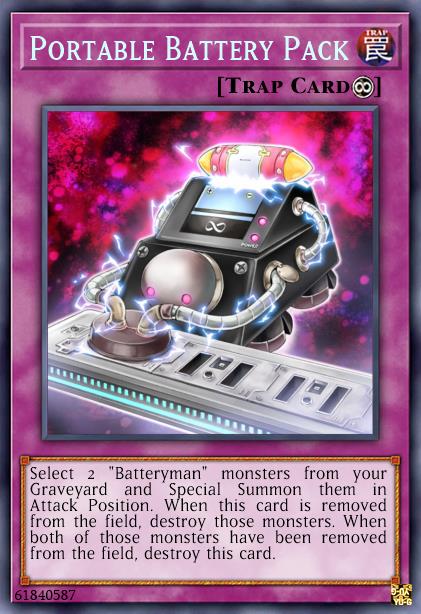 PORTABLE BATTERY PACK
TRAP
罠
[TRAP CARD∞]
∞
POWER
Select 2 "Batteryman" monsters from your
Graveyard and Special Summon them in
Attack Position. When this card is removed
from the field, destroy those monsters. When
both of those monsters have been removed
from the field, destroy this card.
61840587